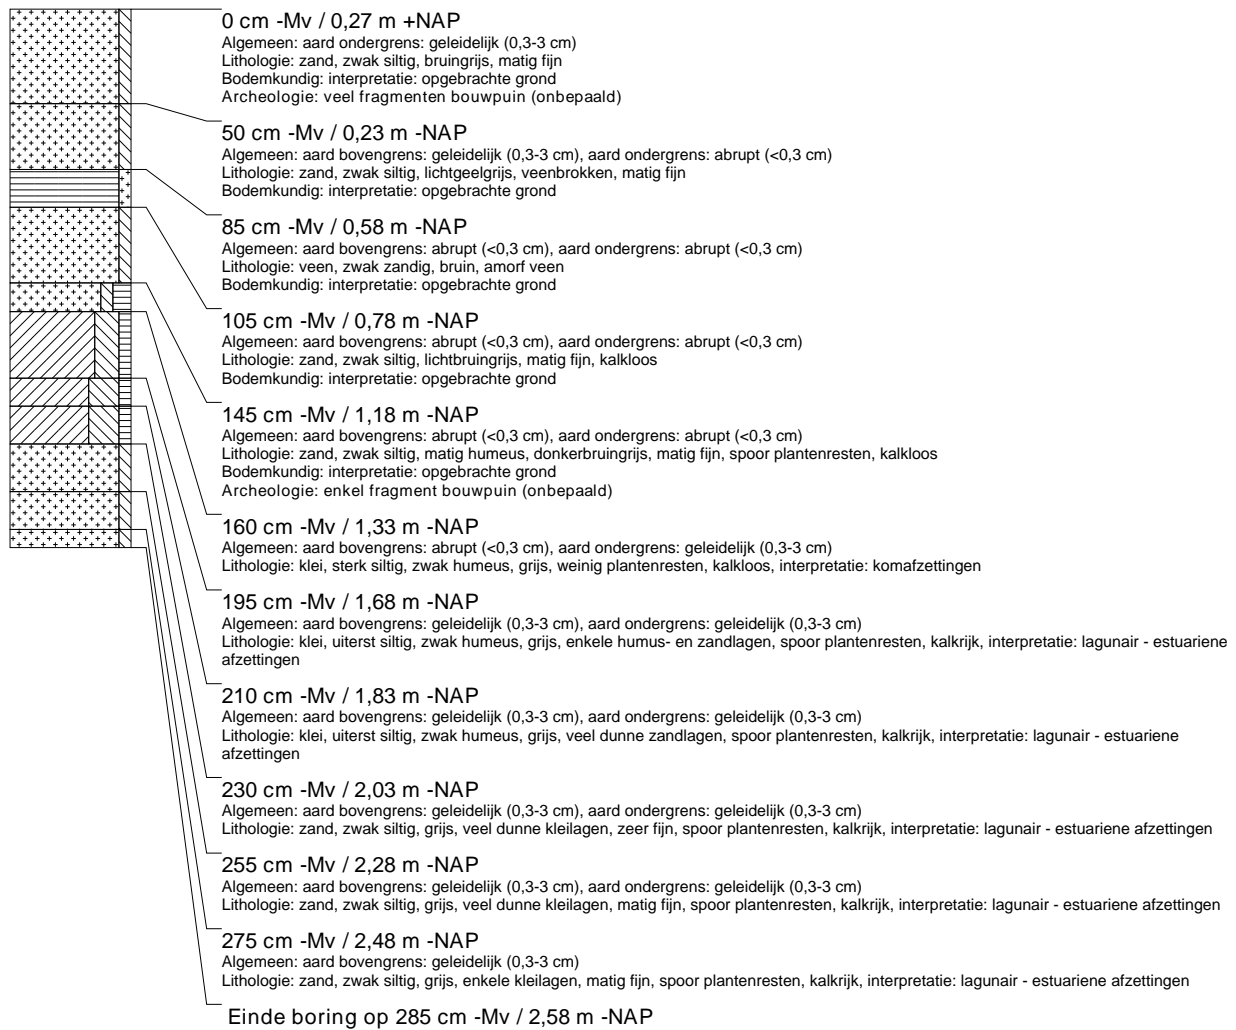 0 cm -Mv / 0,27 m +NAP
Algemeen: aard ondergrens: geleidelijk (0,3-3 cm)
Lithologie: zand, zwak siltig, bruingrijs, matig fijn
Bodemkundig: interpretatie: opgebrachte grond
Archeologie: veel fragmenten bouwpuin (onbepaald)
50 cm -Mv / 0,23 m -NAP
Algemeen: aard bovengrens: geleidelijk (0,3-3 cm), aard ondergrens: abrupt (<0,3 cm)
Lithologie: zand, zwak siltig, lichtgeelgrijs, veenbrokken, matig fijn
Bodemkundig: interpretatie: opgebrachte grond
85 cm -Mv / 0,58 m -NAP
Algemeen: aard bovengrens: abrupt (<0,3 cm), aard ondergrens: abrupt (<0,3 cm)
Lithologie: veen, zwak zandig, bruin, amorf veen
Bodemkundig: interpretatie: opgebrachte grond
105 cm -Mv / 0,78 m -NAP
Algemeen: aard bovengrens: abrupt (<0,3 cm), aard ondergrens: abrupt (<0,3 cm)
Lithologie: zand, zwak siltig, lichtbruingrijs, matig fijn, kalkloos
Bodemkundig: interpretatie: opgebrachte grond
145 cm -Mv / 1,18 m -NAP
Algemeen: aard bovengrens: abrupt (<0,3 cm), aard ondergrens: abrupt (<0,3 cm)
Lithologie: zand, zwak siltig, matig humeus, donkerbruingrijs, matig fijn, spoor plantenresten, kalkloos
Bodemkundig: interpretatie: opgebrachte grond
Archeologie: enkel fragment bouwpuin (onbepaald)
160 cm -Mv / 1,33 m -NAP
Algemeen: aard bovengrens: abrupt (<0,3 cm), aard ondergrens: geleidelijk (0,3-3 cm)
Lithologie: klei, sterk siltig, zwak humeus, grijs, weinig plantenresten, kalkloos, interpretatie: komafzettingen
195 cm -Mv / 1,68 m -NAP
Algemeen: aard bovengrens: geleidelijk (0,3-3 cm), aard ondergrens: geleidelijk (0,3-3 cm)
Lithologie: klei, uiterst siltig, zwak humeus, grijs, enkele humus- en zandlagen, spoor plantenresten, kalkrijk, interpretatie: lagunair - estuariene
afzettingen
210 cm -Mv / 1,83 m -NAP
Algemeen: aard bovengrens: geleidelijk (0,3-3 cm), aard ondergrens: geleidelijk (0,3-3 cm)
Lithologie: klei, uiterst siltig, zwak humeus, grijs, veel dunne zandlagen, spoor plantenresten, kalkrijk, interpretatie: lagunair - estuariene
afzettingen
230 cm -Mv / 2,03 m -NAP
Algemeen: aard bovengrens: geleidelijk (0,3-3 cm), aard ondergrens: geleidelijk (0,3-3 cm)
Lithologie: zand, zwak siltig, grijs, veel dunne kleilagen, zeer fijn, spoor plantenresten, kalkrijk, interpretatie: lagunair - estuariene afzettingen
255 cm -Mv / 2,28 m -NAP
Algemeen: aard bovengrens: geleidelijk (0,3-3 cm), aard ondergrens: geleidelijk (0,3-3 cm)
Lithologie: zand, zwak siltig, grijs, veel dunne kleilagen, matig fijn, spoor plantenresten, kalkrijk, interpretatie: lagunair - estuariene afzettingen
275 cm -Mv / 2,48 m -NAP
Algemeen: aard bovengrens: geleidelijk (0,3-3 cm)
Lithologie: zand, zwak siltig, grijs, enkele kleilagen, matig fijn, spoor plantenresten, kalkrijk, interpretatie: lagunair - estuariene afzettingen
Einde boring op 285 cm -Mv / 2,58 m -NAP